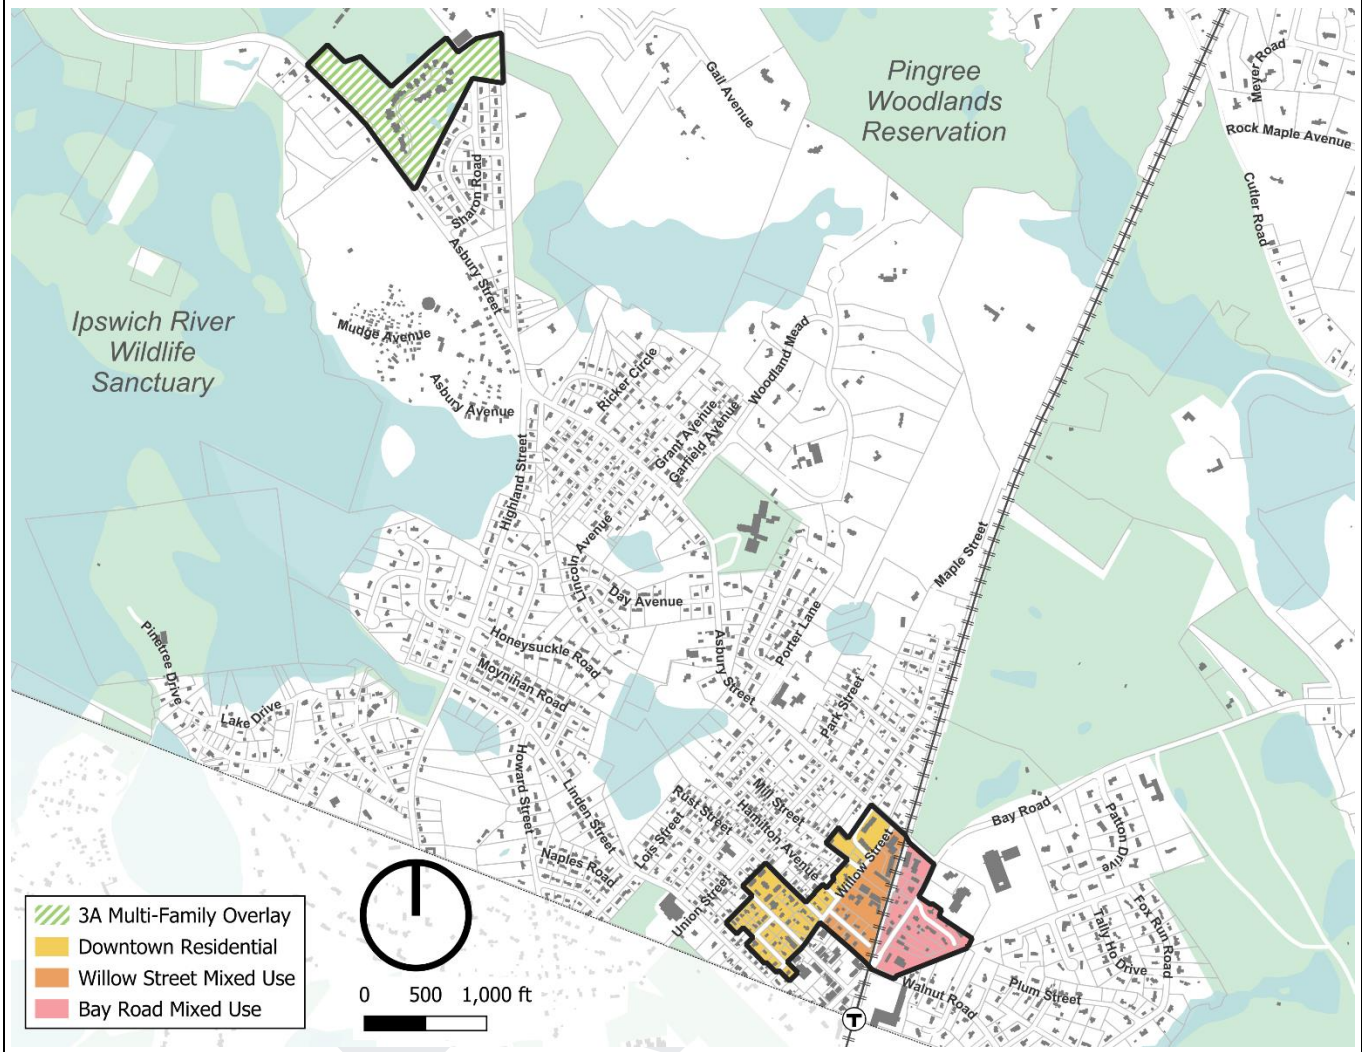 Gail Avenue
Pingree
Woodlands
Reservation
Meyer Road
Rock Maple Avenue
Cutler Road
Sharon Road
Asbury Street
Ipswich River
Wildlife
Sanctuary
Mudge Avenue
Asbury Avenue
Ricker Circle
Woodland Mead
Grant Avenue
Garfield Avenue
Highland Street
Lincoln Avenue
Day Avenue
Maple Street
Porter Lane
Asbury Street
Honeysuckle Road
Moynihan Road
Pinetree Drive
Lake Drive
Park Street
Howard Street
Linden Street
Mill Street
Rust Street
Hamilton Avenue
Lois Street
Naples Road
Union Street
Willow Street
Bay Road
Patton Drive
Fox Run Road
Tally Ho Drive
Plum Street
Walnut Road
T
3A Multi-Family Overlay
Downtown Residential
Willow Street Mixed Use
Bay Road Mixed Use
0 500 1,000 ft